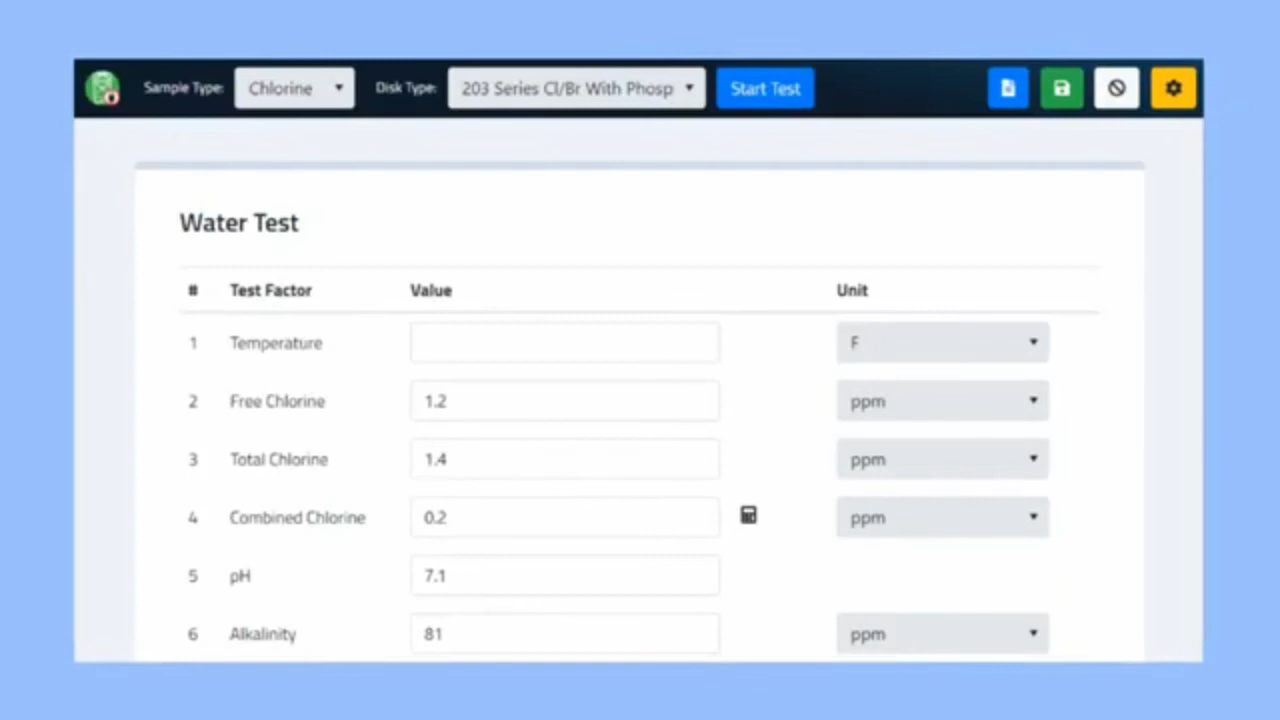 Sample Type: Chlorine Disk Type: 203 Series Cl/Br With Phosp Start Test
Water Test
# Test Factor Value Unit
1 Temperature F
2 Free Chlorine 1.2 ppm
3 Total Chlorine 1.4 ppm
4 Combined Chlorine 0.2 ppm
5 pH 7.1
6 Alkalinity 81 ppm